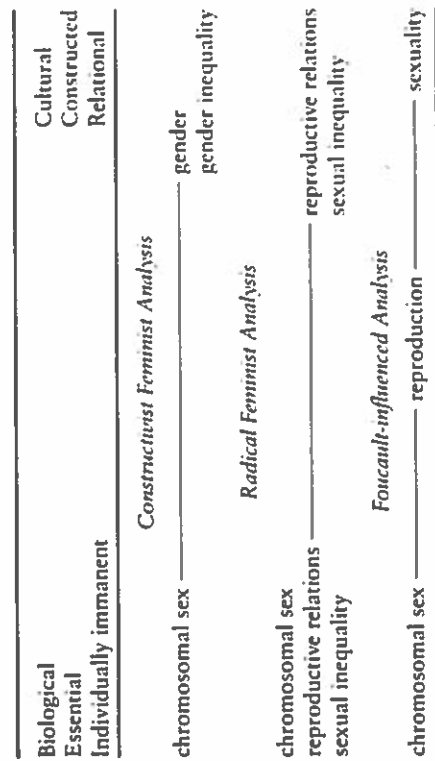 Biological Cultural
Essential Constructed
Individually immanent Relational
Constructivist Feminist Analysis
chromosomal sex gender
gender inequality
Radical Feminist Analysis
chromosomal sex
reproductive relations reproductive relations
sexual inequality sexual inequality
Foucault-influenced Analysis
chromosomal sex reproduction sexuality